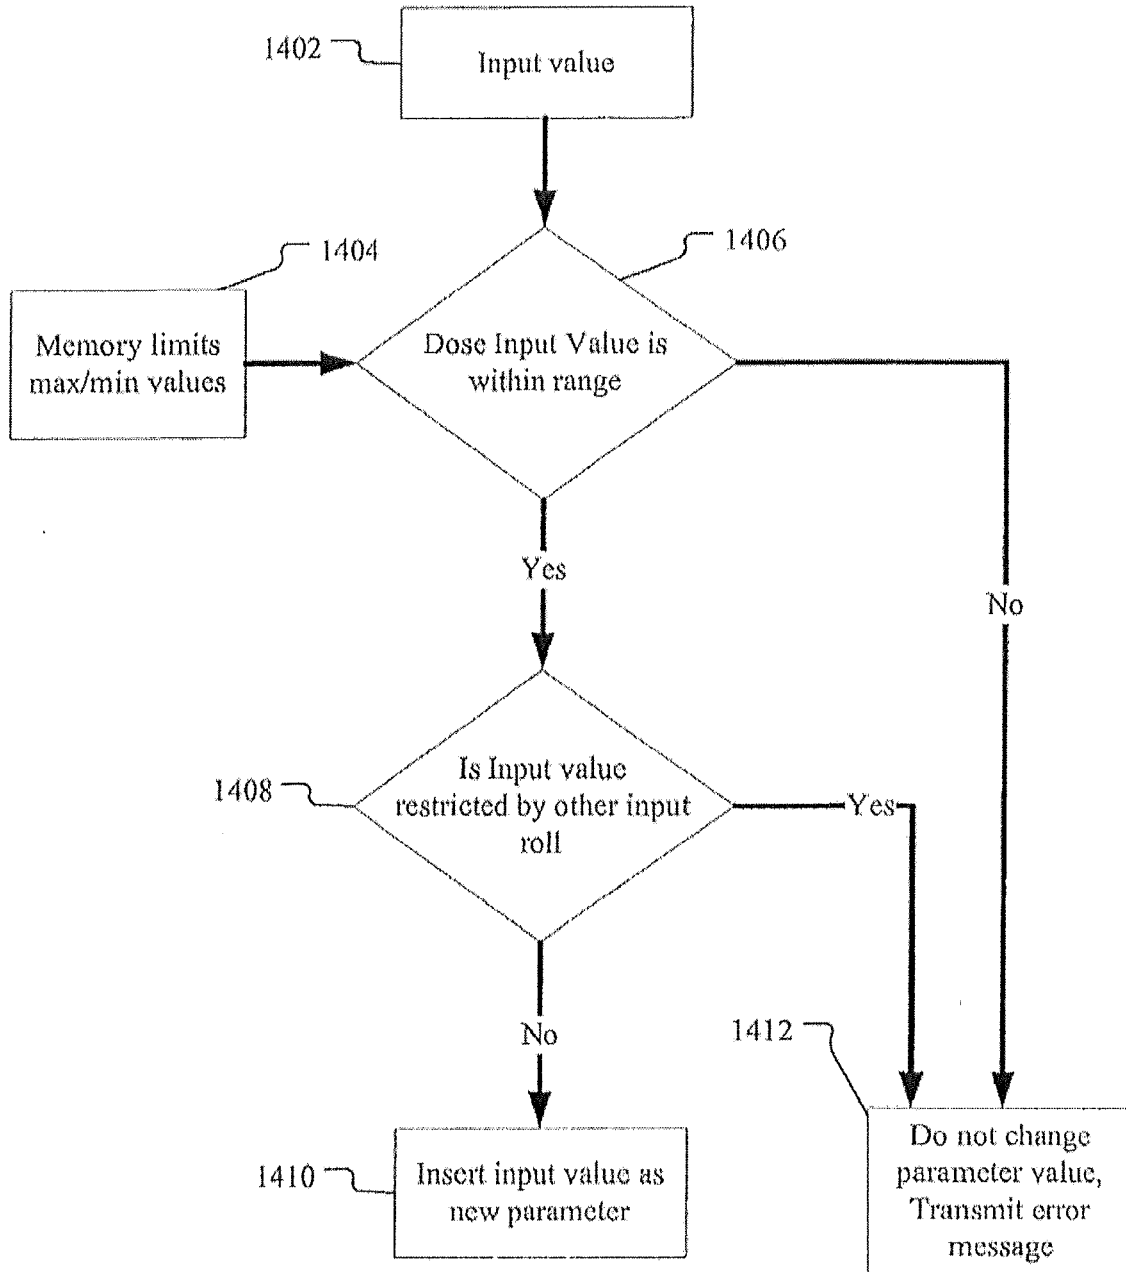 1402
Input value
1404
1406
Memory limits
max/min values
Dose Input Value is
within range
Yes
No
1408
Is Input value
restricted by other input
roll
Yes
No
1412
1410
Insert input value as
new parameter
Do not change
parameter value,
Transmit error
message